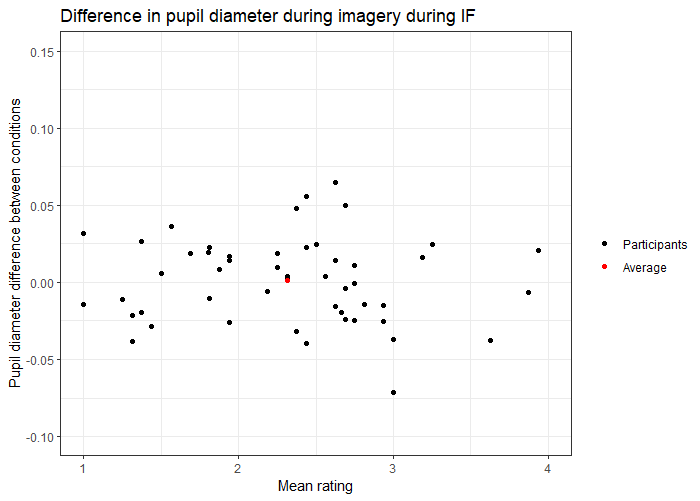 Difference in pupil diameter during imagery during IF
0.15
0.10
0.05
0.00
-0.05
-0.10
Pupil diameter difference between conditions
1
2
3
4
Mean rating
Participants
Average